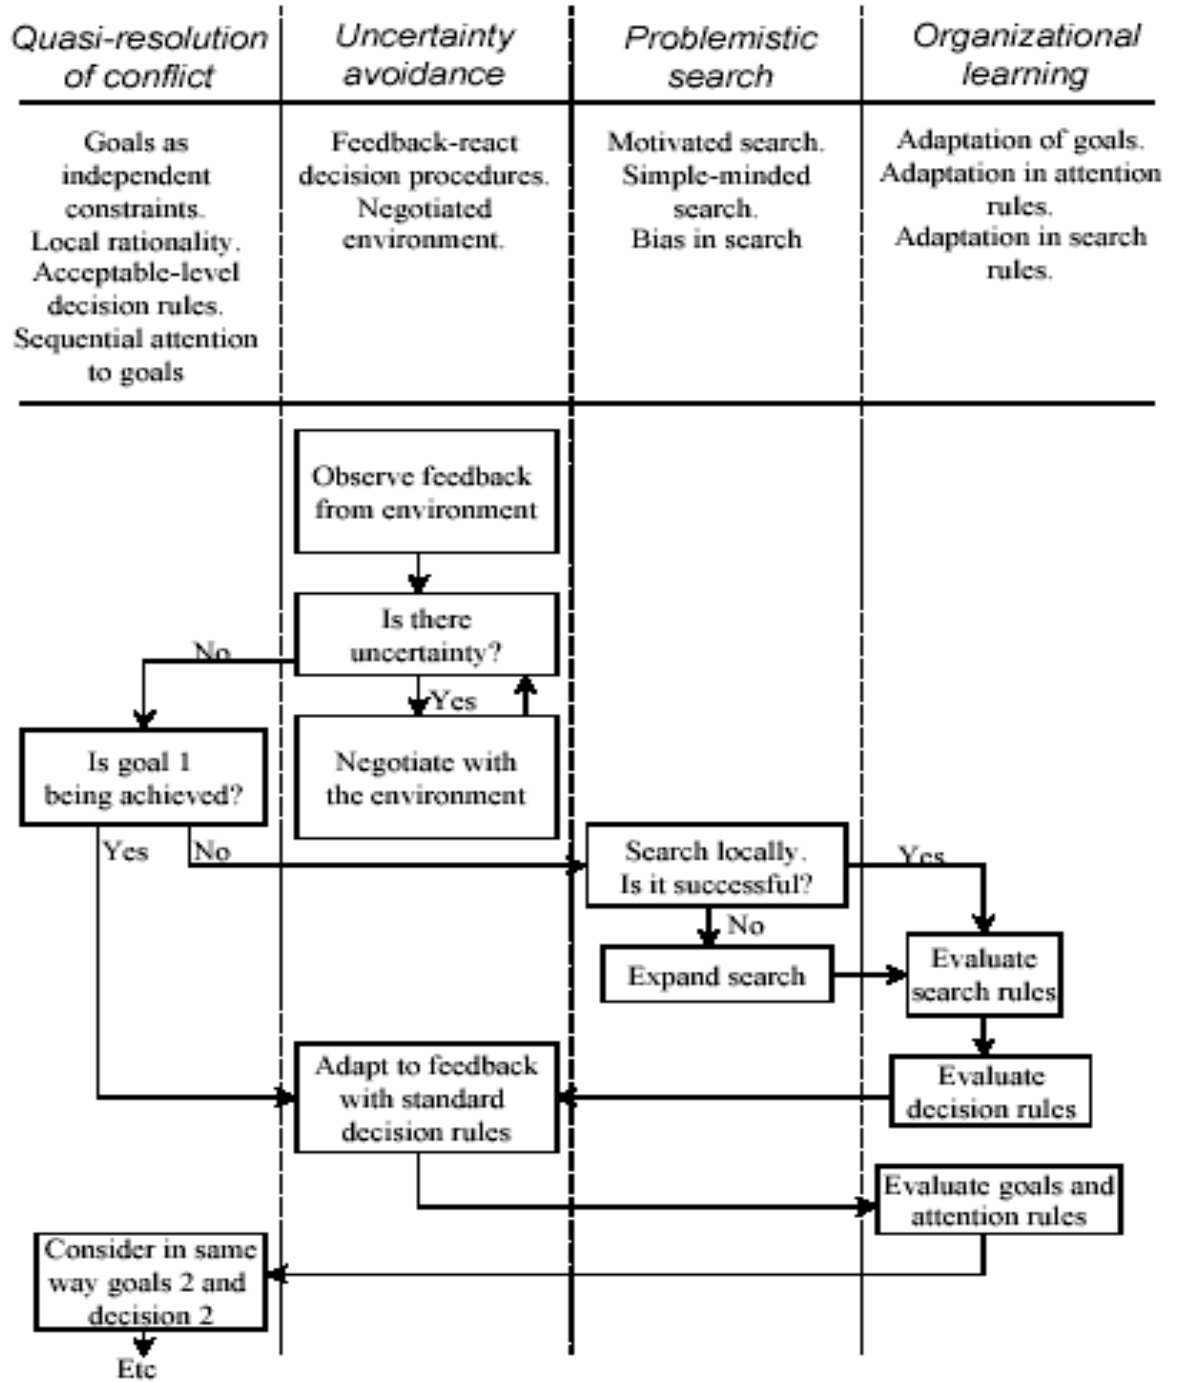 Quasi-resolution
of conflict
Uncertainty
avoidance
Problemistic
search
Organizational
learning
Goals as
independent
constraints.
Local rationality.
Acceptable-level
decision rules.
Sequential attention
to goals
Feedback-react
decision procedures.
Negotiated
environment.
Motivated search.
Simple-minded
search.
Bias in search
Adaptation of goals.
Adaptation in attention
rules.
Adaptation in search
rules.
Observe feedback
from environment
Is there
uncertainty?
No
Yes
Is goal 1
being achieved?
Negotiate with
the environment
Yes
No
Search locally.
Is it successful?
Yes
No
Expand search
Evaluate
search rules
Adapt to feedback
with standard
decision rules
Evaluate
decision rules
Evaluate goals and
attention rules
Consider in same
way goals 2 and
decision 2
Etc